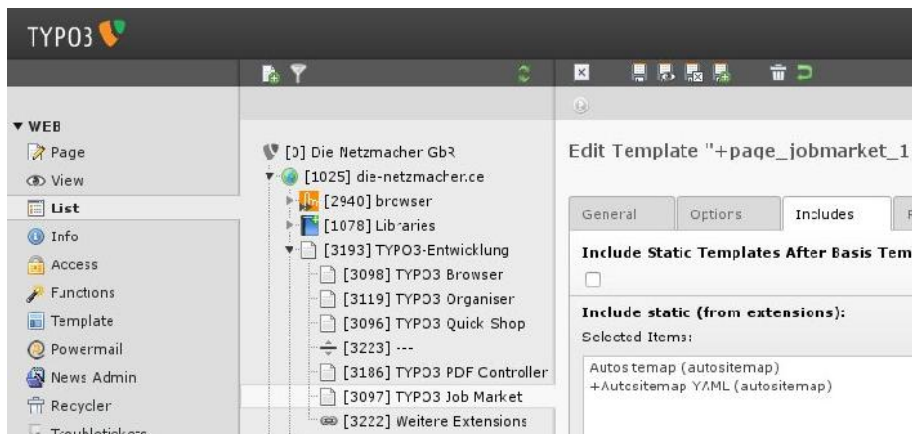 TYPO3
WEB
Page
View
List
Info
Access
Functions
Template
Powermail
News Admin
Recycler
Troubletickets
[0] Die Netzmacher GbR
[1025] die-netzmacher.de
[2940] browser
[1078] Libraries
[3193] TYPO3-Entwicklung
[3098] TYPO3 Browser
[3119] TYPO3 Organiser
[3096] TYPO3 Quick Shop
[3223] ---
[3186] TYPO3 PDF Controller
[3097] TYPO3 Job Market
[3222] Weitere Extensions
Edit Template "+page_jobmarket_1
General Options Includes
Include Static Templates After Basis Tem
Include static (from extensions):
Selected Items:
Autositemap (autositemap)
+Autositemap YAML (autositemap)